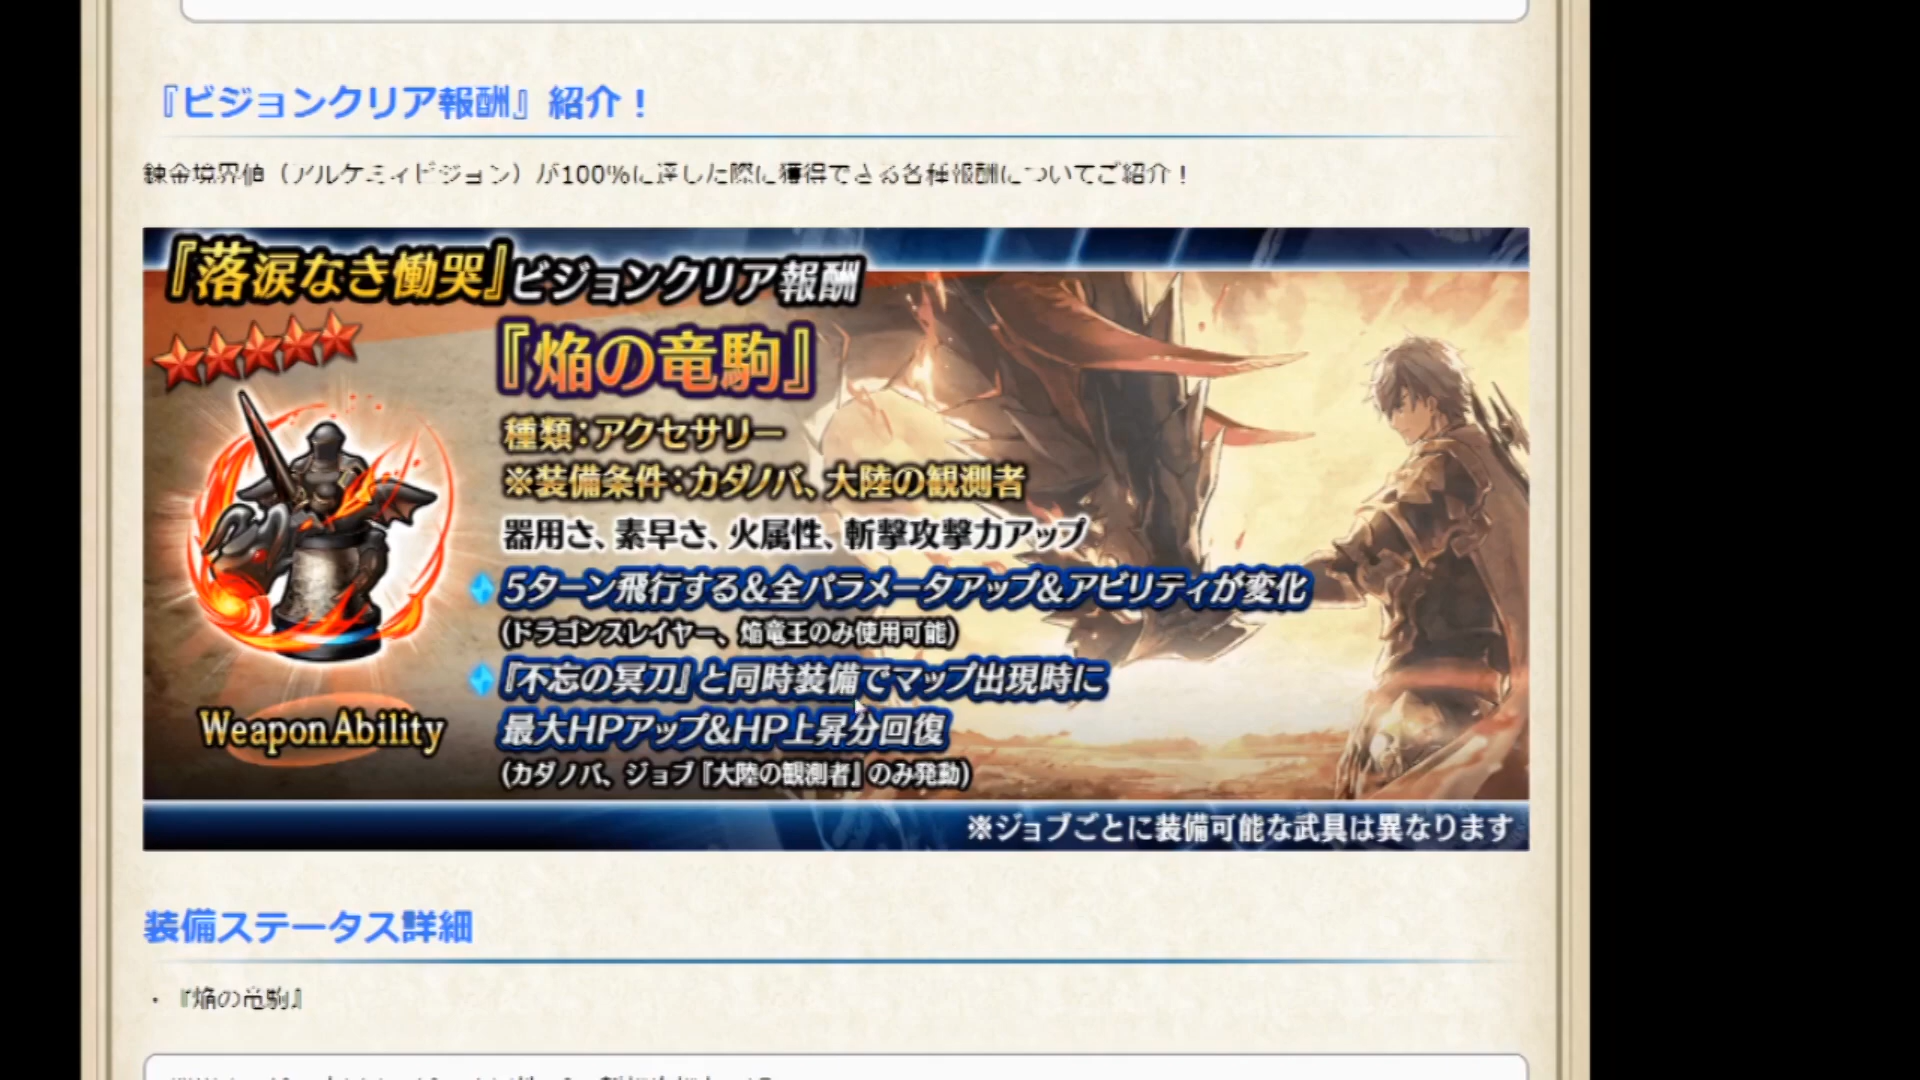 『ビジョンクリア報酬』紹介！
錬金境界値（アルケミィビジョン）が100%に達した際に獲得できる各種報酬についてご紹介！
『落涙なき慟哭』ビジョンクリア報酬
『焔の竜駒』
種類：アクセサリー
※装備条件：カダノバ、大陸の観測者
器用さ、素早さ、火属性、斬撃攻撃力アップ
5ターン飛行する&全パラメータアップ&アビリティが変化
(ドラゴンスレイヤー、焔竜王のみ使用可能)
『不忘の冥刀』と同時装備でマップ出現時に
最大HPアップ&HP上昇分回復
(カダノバ、ジョブ『大陸の観測者』のみ発動)
WeaponAbility
※ジョブごとに装備可能な武具は異なります
装備ステータス詳細
・『焔の竜駒』